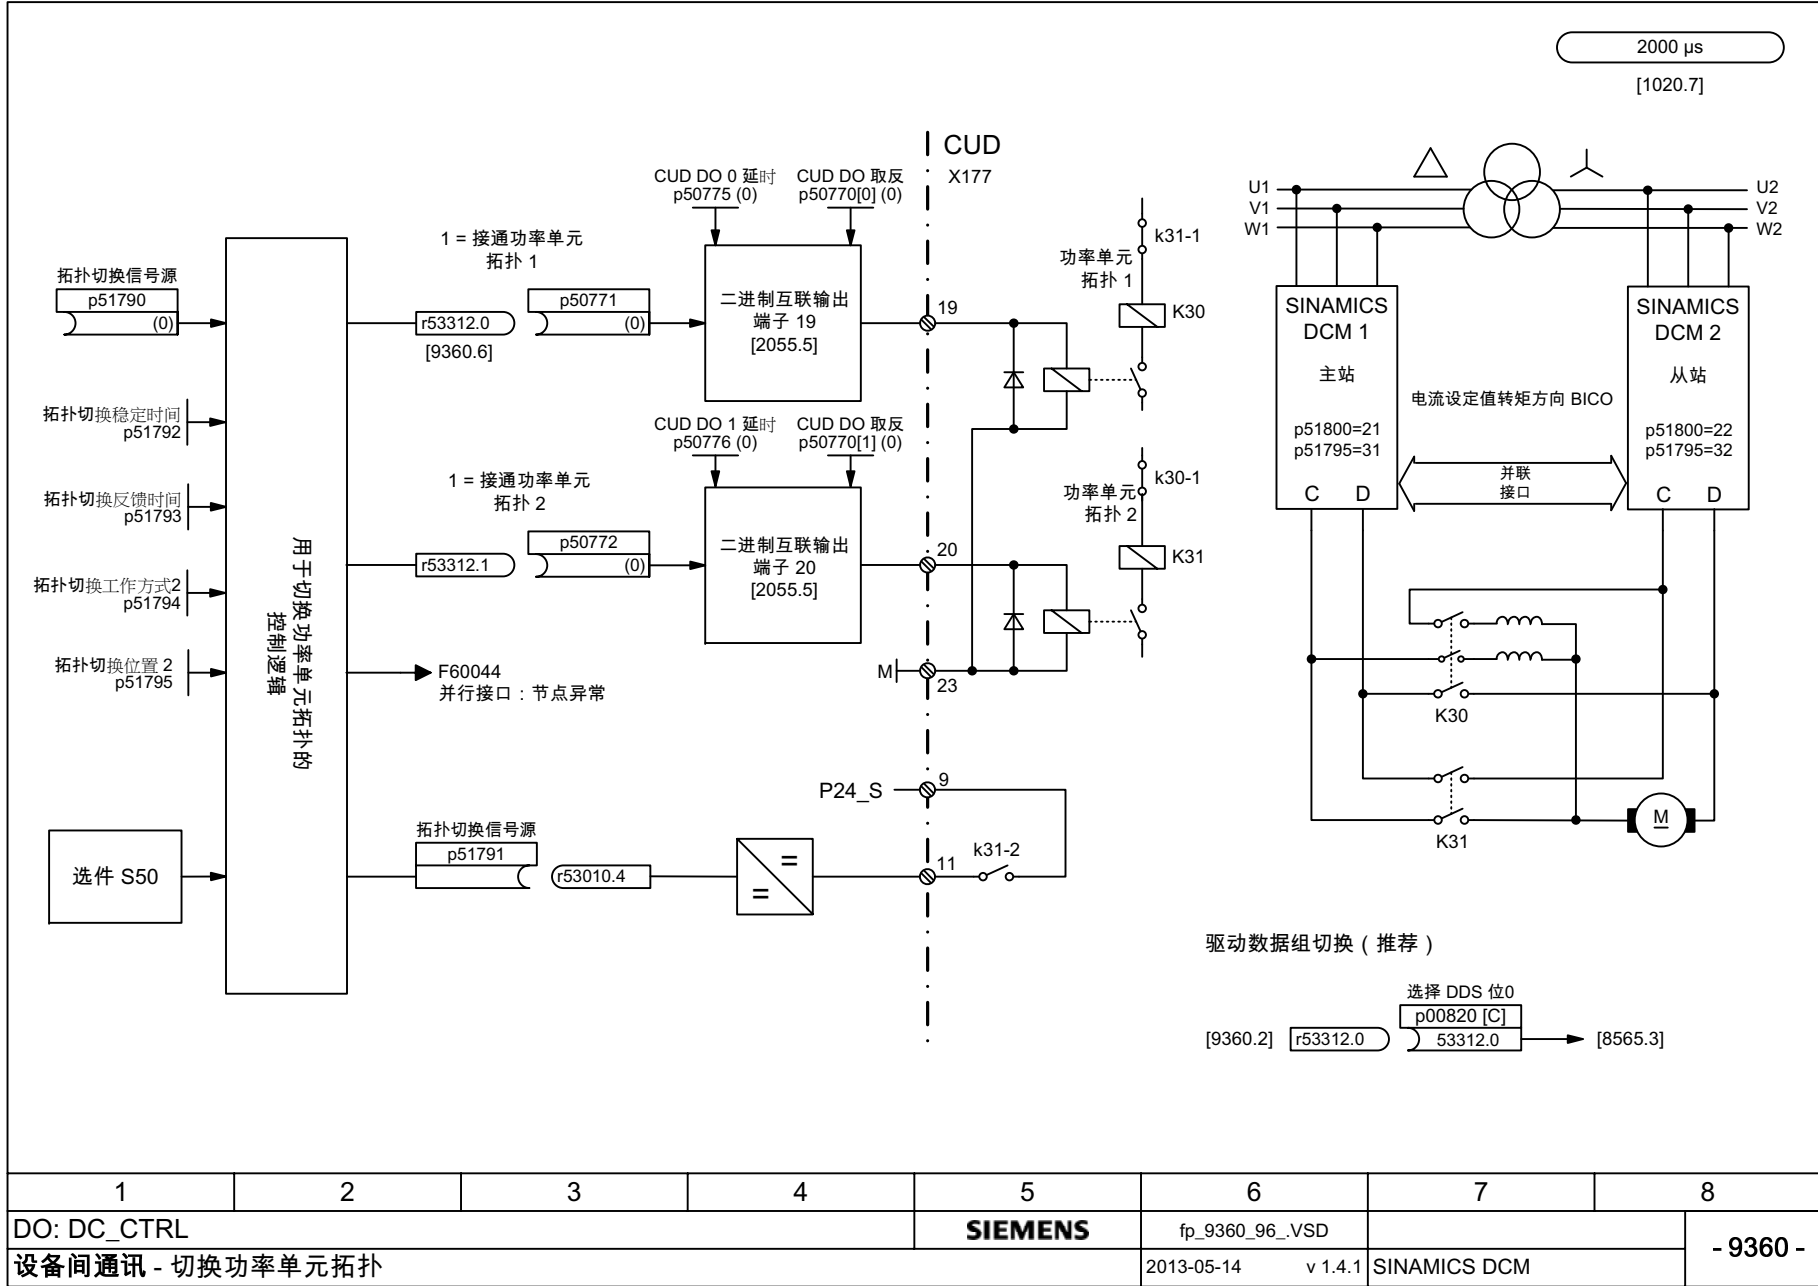 2000 µs
[1020.7]
CUD
X177
CUD DO 0 延时
p50775 (0)
CUD DO 取反
p50770[0] (0)
1 = 接通功率单元
拓扑 1
拓扑切换信号源
p51790
(0)
r53312.0
[9360.6]
p50771
(0)
二进制互联输出
端子 19
[2055.5]
19
k31-1
功率单元
拓扑 1
K30
拓扑切换稳定时间
p51792
CUD DO 1 延时
p50776 (0)
CUD DO 取反
p50770[1] (0)
1 = 接通功率单元
拓扑 2
拓扑切换反馈时间
p51793
r53312.1
p50772
(0)
二进制互联输出
端子 20
[2055.5]
20
k30-1
功率单元
拓扑 2
K31
拓扑切换工作方式2
p51794
拓扑切换位置 2
p51795
用于切换功率单元拓扑的
控制逻辑
F60044
并行接口：节点异常
M
23
P24_S
9
选件 S50
拓扑切换信号源
p51791
r53010.4
=
=
11
k31-2
U1
V1
W1
U2
V2
W2
SINAMICS
DCM 1
主站
p51800=21
p51795=31
C D
电流设定值转矩方向 BICO
并联
接口
SINAMICS
DCM 2
从站
p51800=22
p51795=32
C D
K30
K31
M
驱动数据组切换（推荐）
选择 DDS 位0
p00820 [C]
[9360.2]
r53312.0
53312.0
[8565.3]
1 2 3 4 5 6 7 8
DO: DC_CTRL
SIEMENS
fp_9360_96_.VSD
- 9360 -
设备间通讯 - 切换功率单元拓扑
2013-05-14
v 1.4.1
SINAMICS DCM